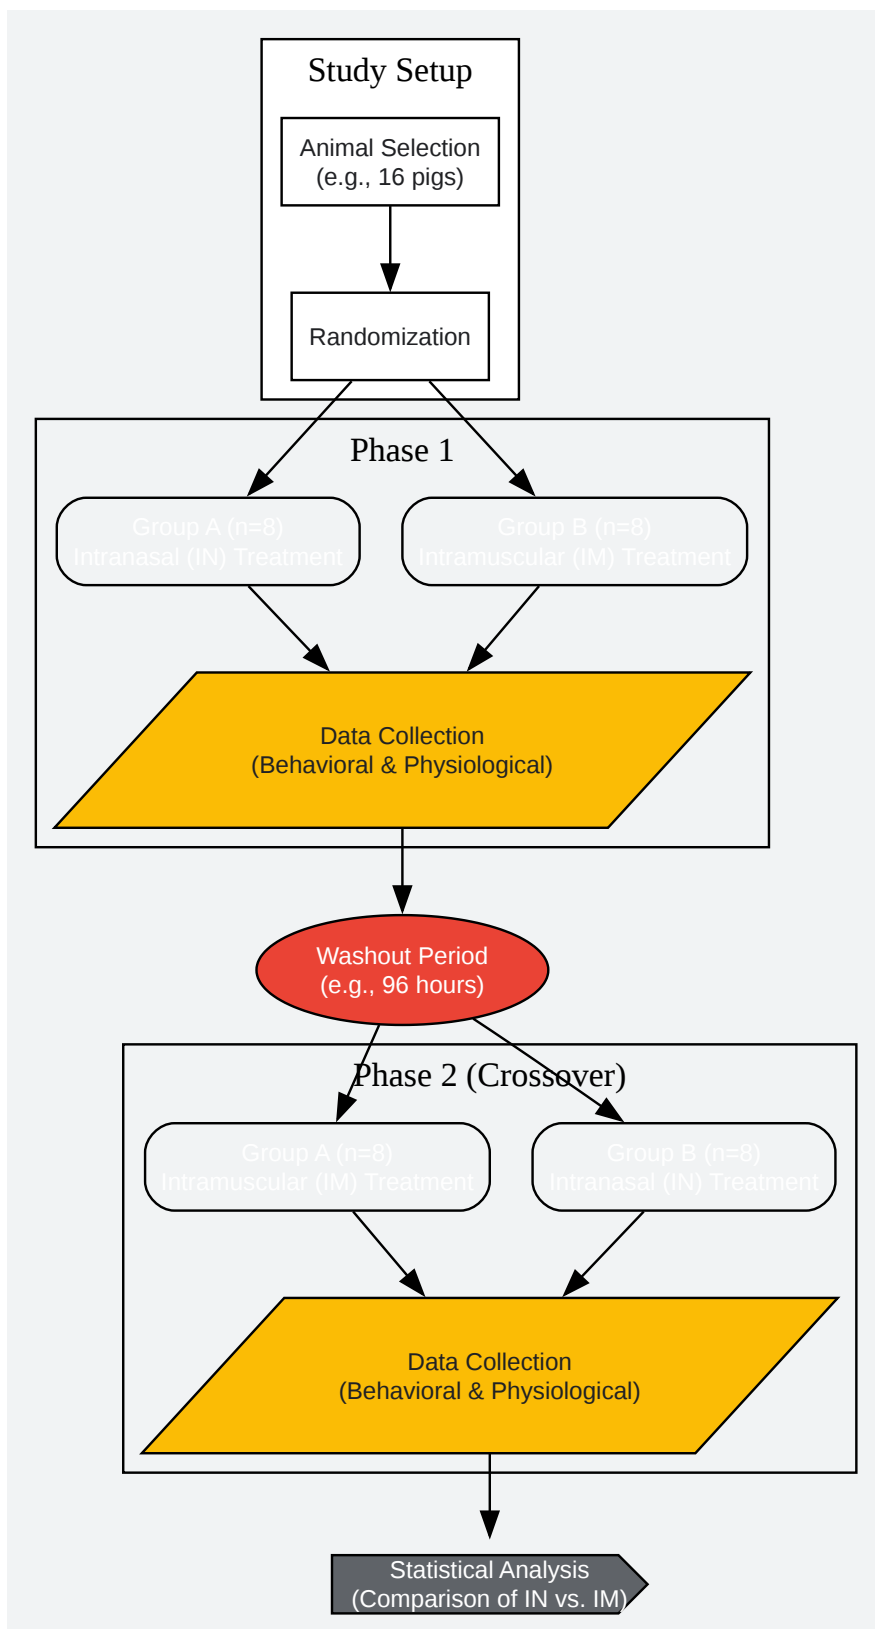 Study Setup
Animal Selection
(e.g., 16 pigs)
Randomization
Phase 1
Group A (n=8)
Intranasal (IN) Treatment
Group B (n=8)
Intramuscular (IM) Treatment
Data Collection
(Behavioral & Physiological)
Washout Period
(e.g., 96 hours)
Phase 2 (Crossover)
Group A (n=8)
Intramuscular (IM) Treatment
Group B (n=8)
Intranasal (IN) Treatment
Data Collection
(Behavioral & Physiological)
Statistical Analysis
(Comparison of IN vs. IM)